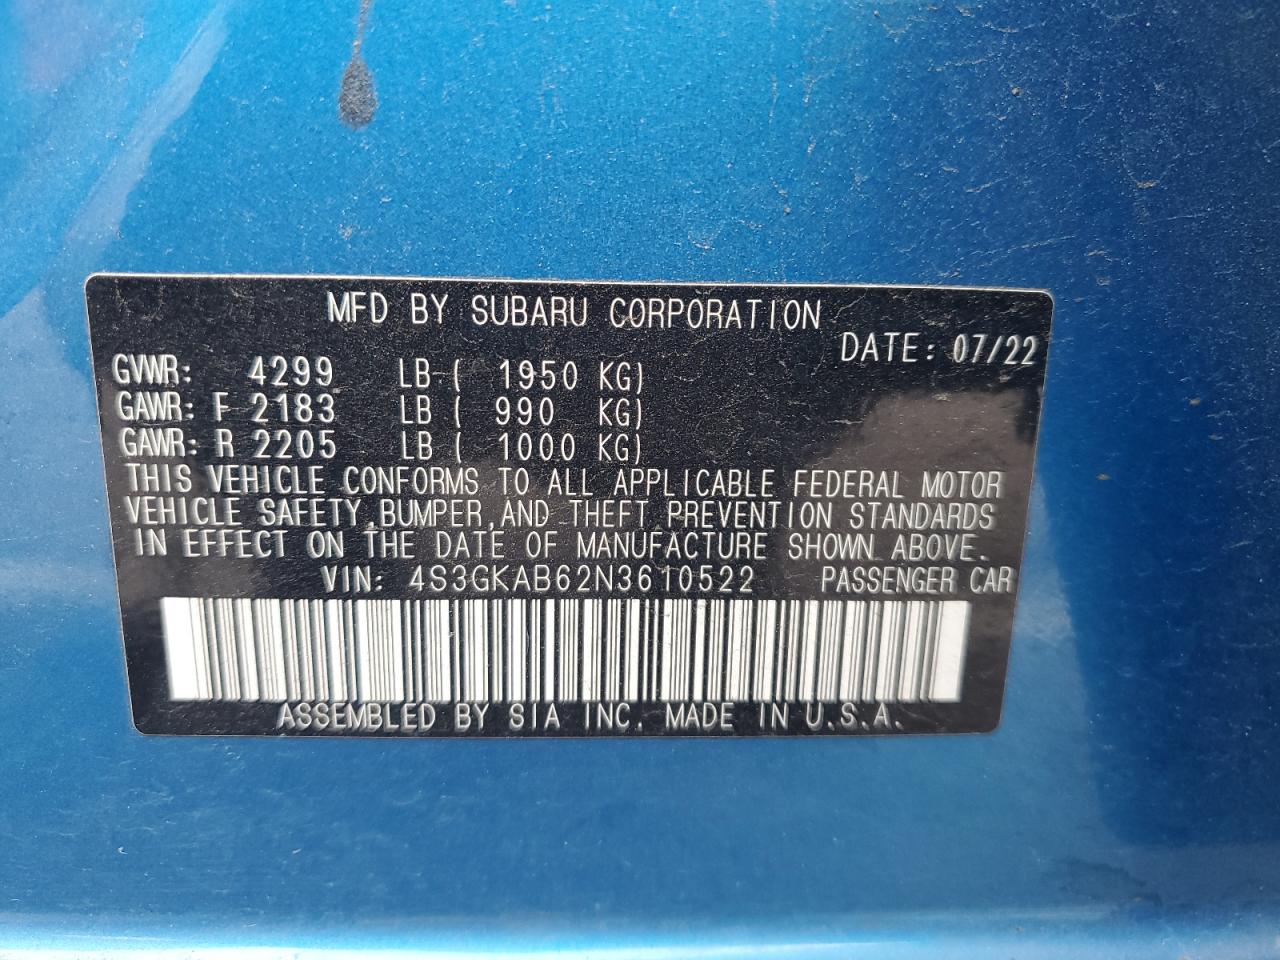 MFD BY SUBARU CORPORATION
DATE: 07/22
GVWR: 4299 LB ( 1950 KG)
GAWR: F 2183 LB ( 990 KG)
GAWR: R 2205 LB ( 1000 KG)
THIS VEHICLE CONFORMS TO ALL APPLICABLE FEDERAL MOTOR
VEHICLE SAFETY,BUMPER,AND THEFT PREVENTION STANDARDS
IN EFFECT ON THE DATE OF MANUFACTURE SHOWN ABOVE.
VIN: 4S3GKAB62N3610522 PASSENGER CAR
ASSEMBLED BY SIA INC. MADE IN U.S.A.